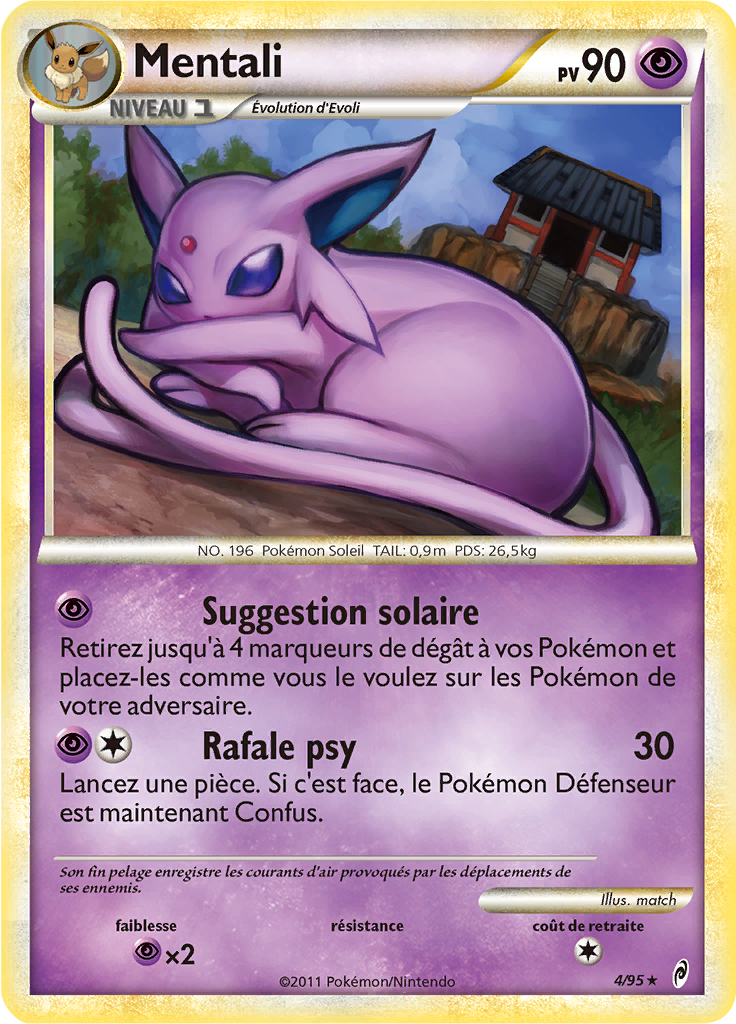 Mentali
PV 90
NIVEAU 1
Évolution d'Evoli
NO. 196 Pokémon Soleil TAIL: 0,9m PDS: 26,5kg
Suggestion solaire
Retirez jusqu'à 4 marqueurs de dégât à vos Pokémon et
placez-les comme vous le voulez sur les Pokémon de
votre adversaire.
Rafale psy 30
Lancez une pièce. Si c'est face, le Pokémon Défenseur
est maintenant Confus.
Son fin pelage enregistre les courants d'air provoqués par les déplacements de
ses ennemis.
Illus. match
faiblesse résistance coût de retraite
×2
©2011 Pokémon/Nintendo
4/95 ★